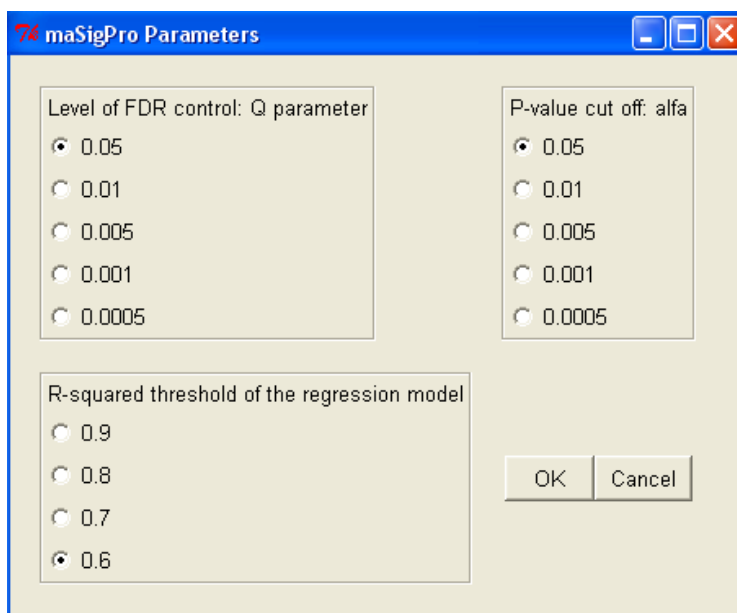 maSigPro Parameters
Level of FDR control: Q parameter
0.05
0.01
0.005
0.001
0.0005
P-value cut off: alfa
0.05
0.01
0.005
0.001
0.0005
R-squared threshold of the regression model
0.9
0.8
0.7
0.6
OK
Cancel